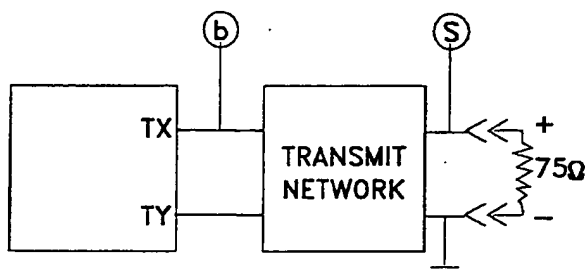 b
S
TX
TY
TRANSMIT
NETWORK
+
75Ω
−